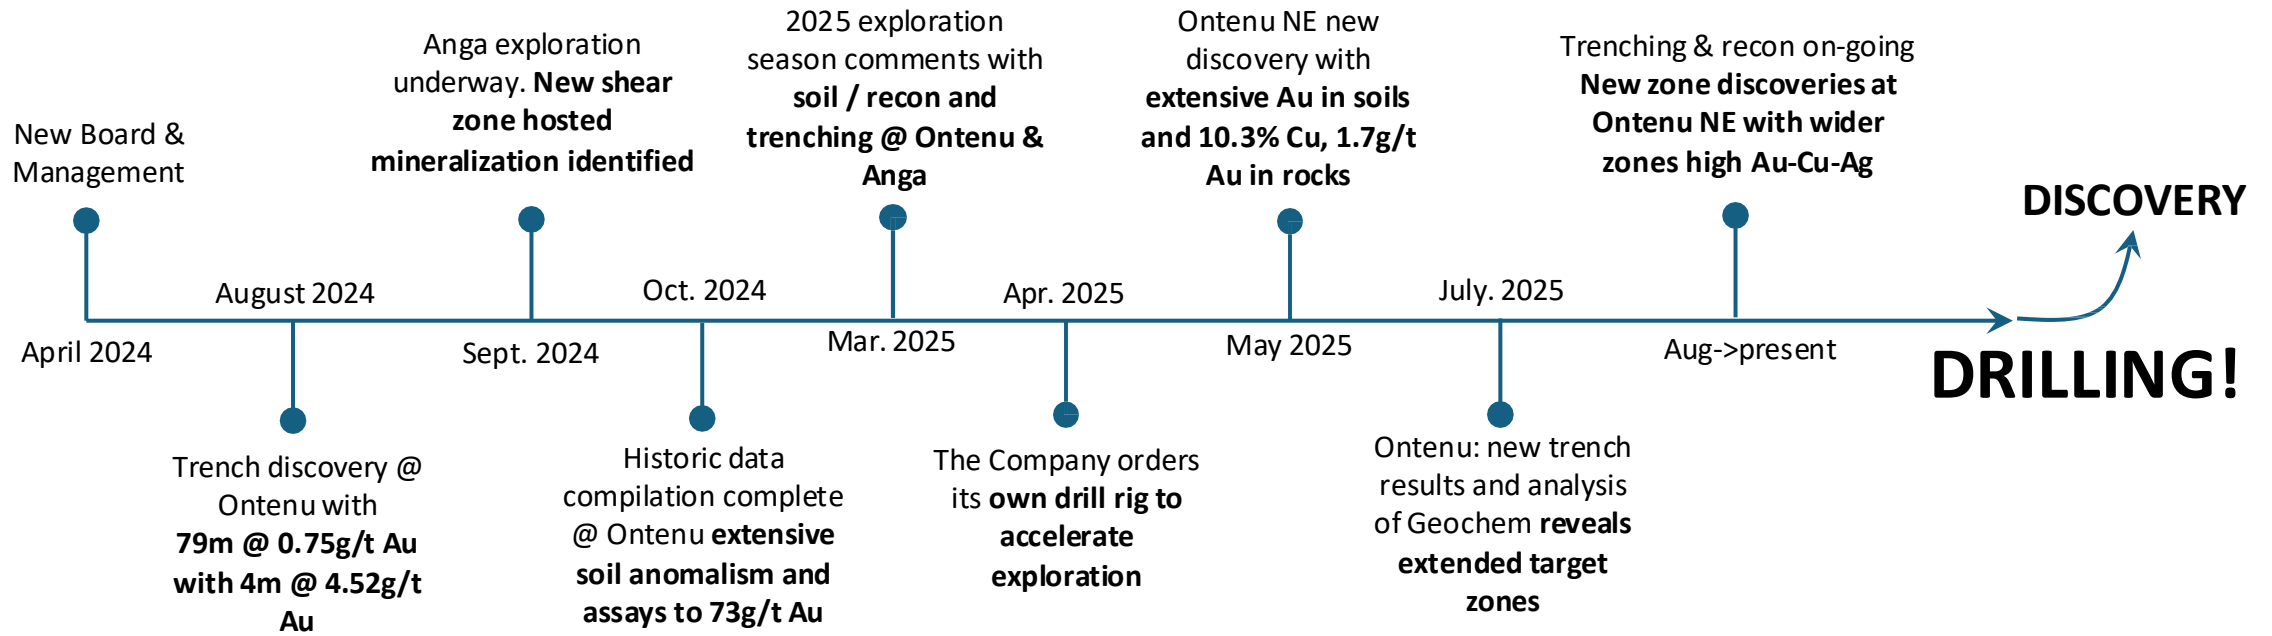 New Board &
Management
April 2024
August 2024
Trench discovery @
Ontenu with
79m @ 0.75g/t Au
with 4m @ 4.52g/t
Au
Anga exploration
underway. New shear
zone hosted
mineralization identified
Sept. 2024
Oct. 2024
Historic data
compilation complete
@ Ontenu extensive
soil anomalism and
assays to 73g/t Au
2025 exploration
season comments with
soil / recon and
trenching @ Ontenu &
Anga
Mar. 2025
Apr. 2025
The Company orders
its own drill rig to
accelerate
exploration
Ontenu NE new
discovery with
extensive Au in soils
and 10.3% Cu, 1.7g/t
Au in rocks
May 2025
July. 2025
Ontenu: new trench
results and analysis
of Geochem reveals
extended target
zones
Trenching & recon on-going
New zone discoveries at
Ontenu NE with wider
zones high Au-Cu-Ag
Aug->present
DISCOVERY
DRILLING!